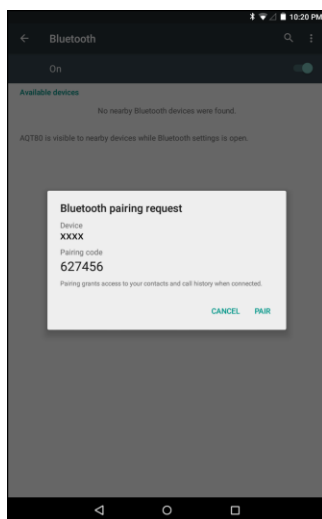 10:20 PM
Bluetooth
On
Available devices
No nearby Bluetooth devices were found.
AQT80 is visible to nearby devices while Bluetooth settings is open.
Bluetooth pairing request
Device
XXXX
Pairing code
627456
Pairing grants access to your contacts and call history when connected.
CANCEL PAIR